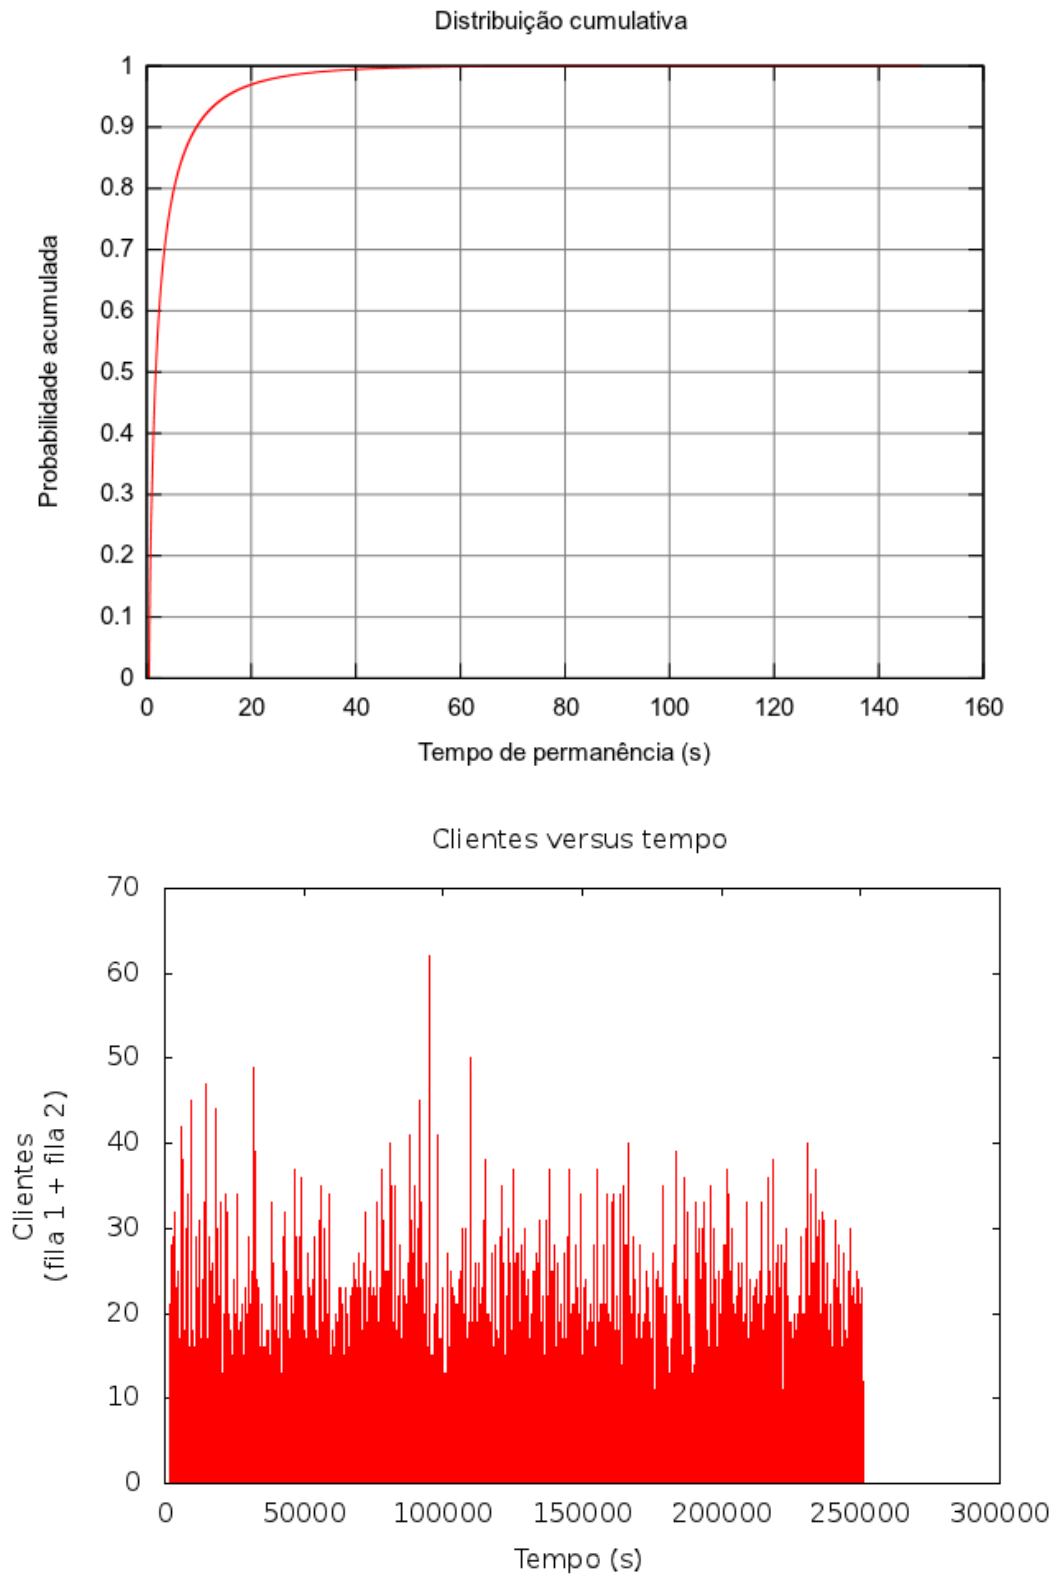 Distribuição cumulativa
1
0.9
0.8
0.7
0.6
0.5
0.4
0.3
0.2
0.1
0
Probabilidade acumulada
0 20 40 60 80 100 120 140 160
Tempo de permanência (s)
Clientes versus tempo
70
60
50
40
30
20
10
0
Clientes
(fila 1 + fila 2)
0 50000 100000 150000 200000 250000 300000
Tempo (s)